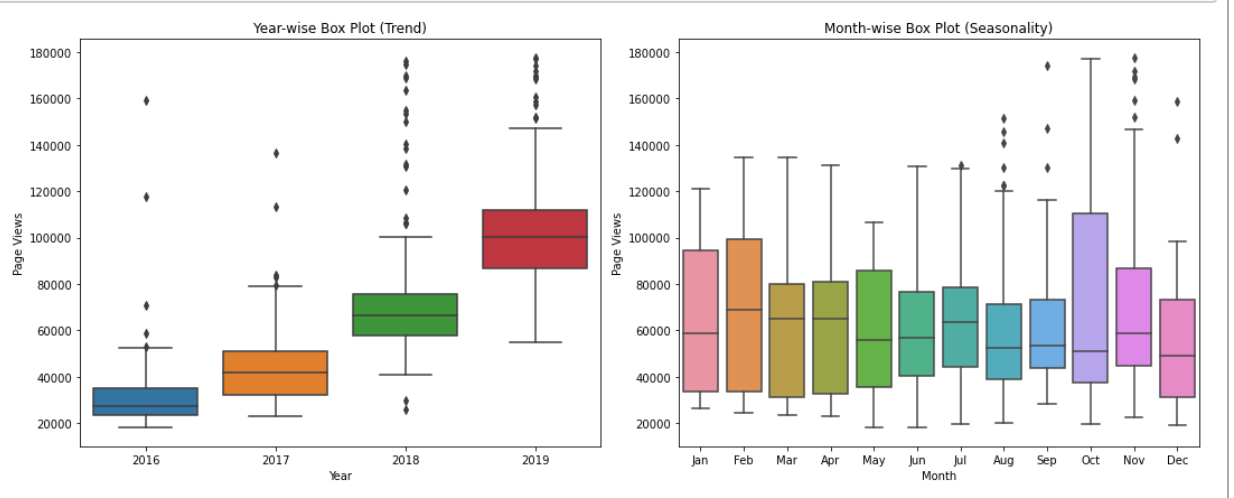 Year-wise Box Plot (Trend)
180000
160000
140000
120000
100000
80000
60000
40000
20000
Page Views
2016 2017 2018 2019
Year
Month-wise Box Plot (Seasonality)
180000
160000
140000
120000
100000
80000
60000
40000
20000
Page Views
Jan Feb Mar Apr May Jun Jul Aug Sep Oct Nov Dec
Month